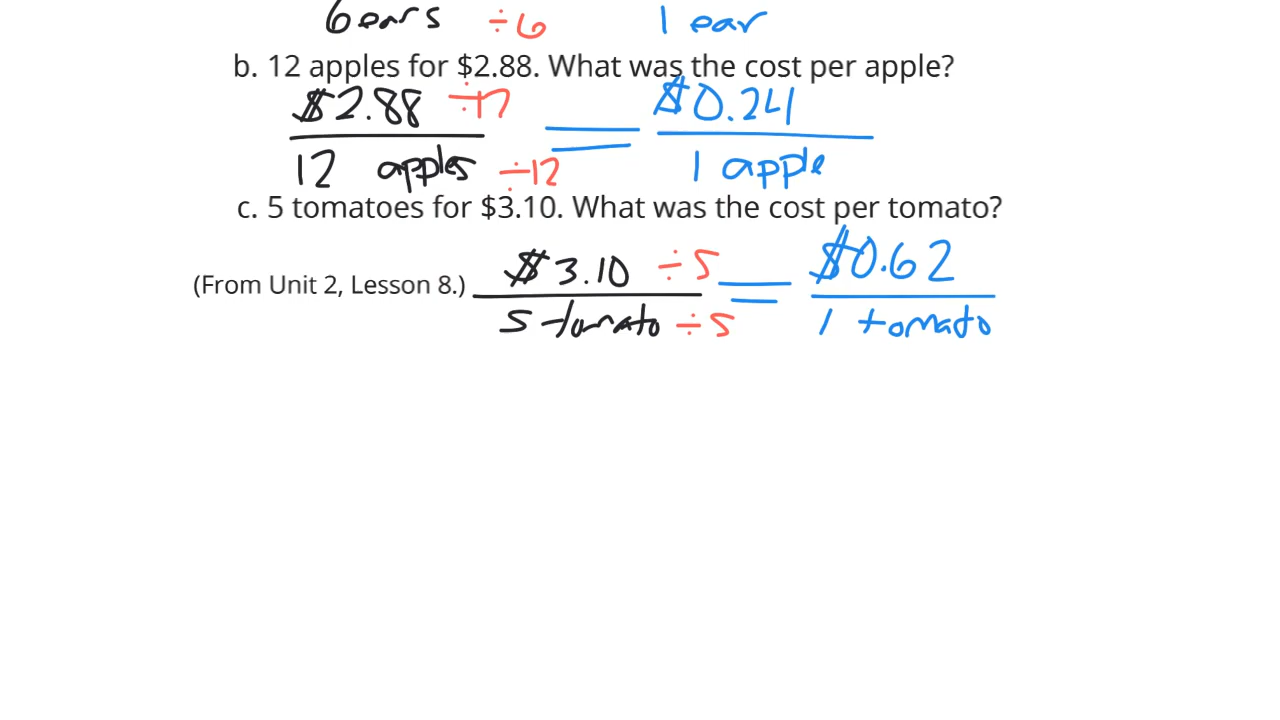 6 ears ÷6 1 ear
b. 12 apples for $2.88. What was the cost per apple?
$2.88 ÷12 = $0.24
12 apples ÷12 1 apple
c. 5 tomatoes for $3.10. What was the cost per tomato?
$3.10 ÷5 = $0.62
(From Unit 2, Lesson 8.)
5 tomato ÷5 1 tomato